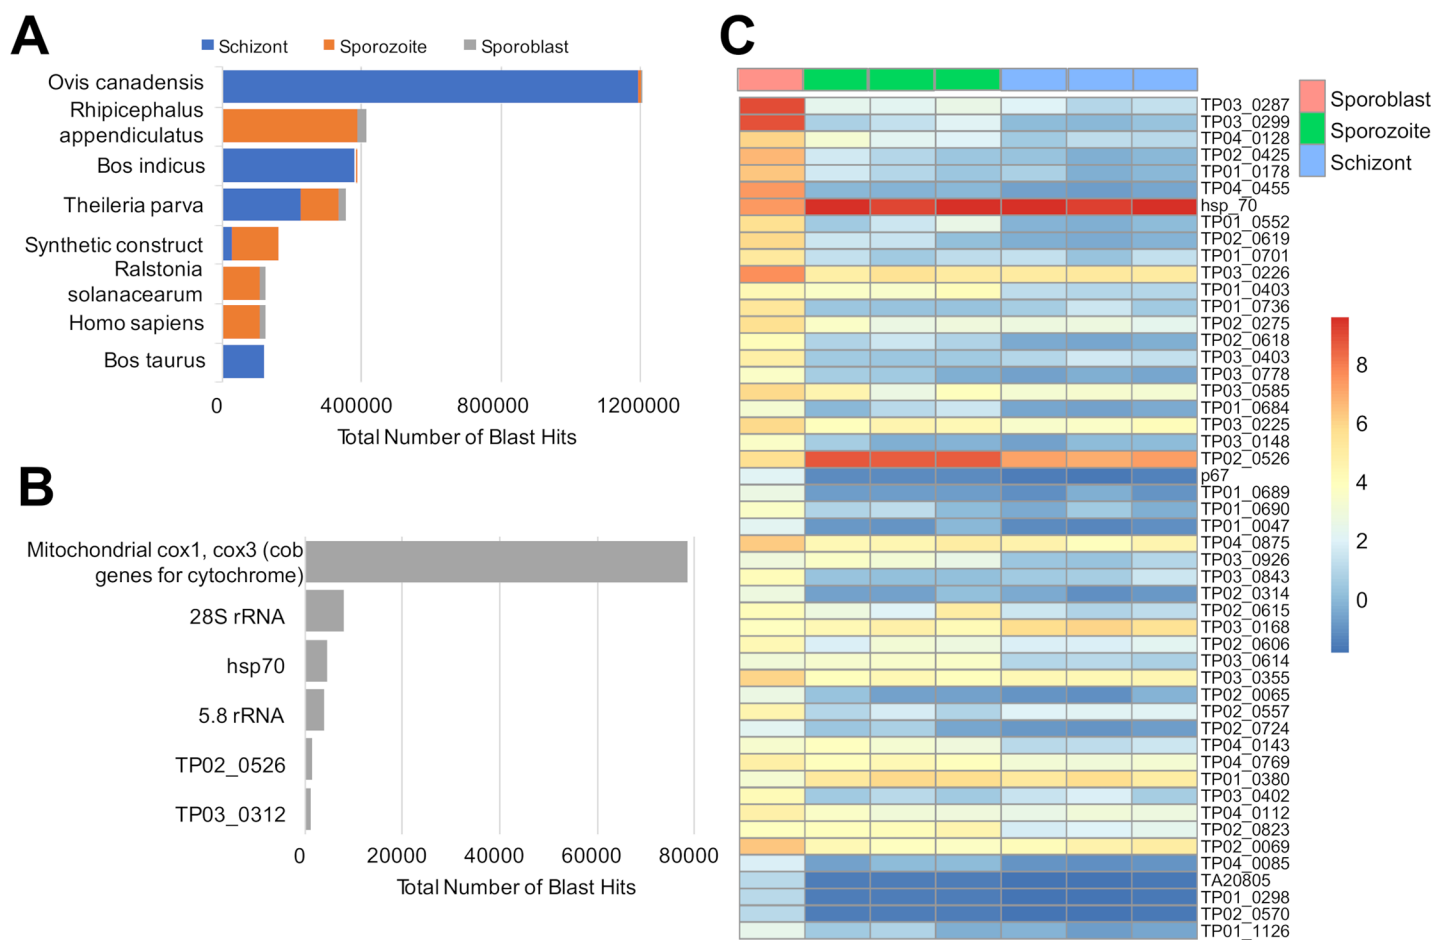 A
Schizont
Sporozoite
Sporoblast
Ovis canadensis
Rhipicephalus
appendiculatus
Bos indicus
Theileria parva
Synthetic construct
Ralstonia
solanacearum
Homo sapiens
Bos taurus
0
400000
800000
1200000
Total Number of Blast Hits
B
Mitochondrial cox1, cox3 (cob
genes for cytochrome)
28S rRNA
hsp70
5.8 rRNA
TP02_0526
TP03_0312
0
20000
40000
60000
80000
Total Number of Blast Hits
C
TP03_0287
TP03_0299
TP04_0128
TP02_0425
TP01_0178
TP04_0455
hsp_70
TP01_0552
TP02_0619
TP01_0701
TP03_0226
TP01_0403
TP01_0736
TP02_0275
TP02_0618
TP03_0403
TP03_0778
TP03_0585
TP01_0684
TP03_0225
TP03_0148
TP02_0526
p67
TP01_0689
TP01_0690
TP01_0047
TP04_0875
TP03_0926
TP03_0843
TP02_0314
TP02_0615
TP03_0168
TP02_0606
TP03_0614
TP03_0355
TP02_0065
TP02_0557
TP02_0724
TP04_0143
TP04_0769
TP01_0380
TP03_0402
TP04_0112
TP02_0823
TP02_0069
TP04_0085
TA20805
TP01_0298
TP02_0570
TP01_1126
Sporoblast
Sporozoite
Schizont
8
6
4
2
0